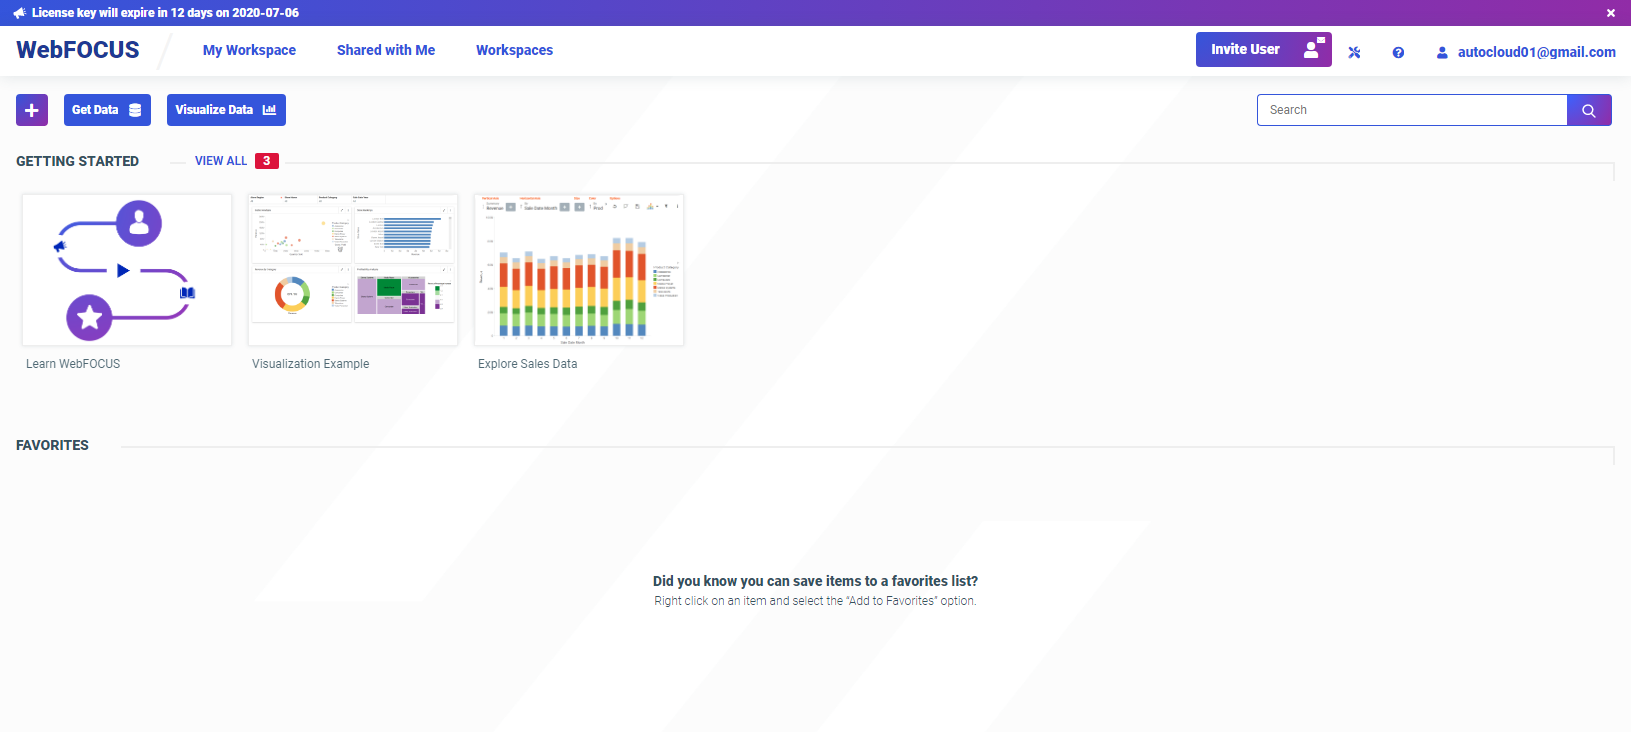 License key will expire in 12 days on 2020-07-06
WebFOCUS
My Workspace
Shared with Me
Workspaces
Invite User
autocloud01@gmail.com
Get Data
Visualize Data
Search
GETTING STARTED
VIEW ALL 3
Learn WebFOCUS
Visualization Example
Explore Sales Data
FAVORITES
Did you know you can save items to a favorites list?
Right click on an item and select the “Add to Favorites” option.